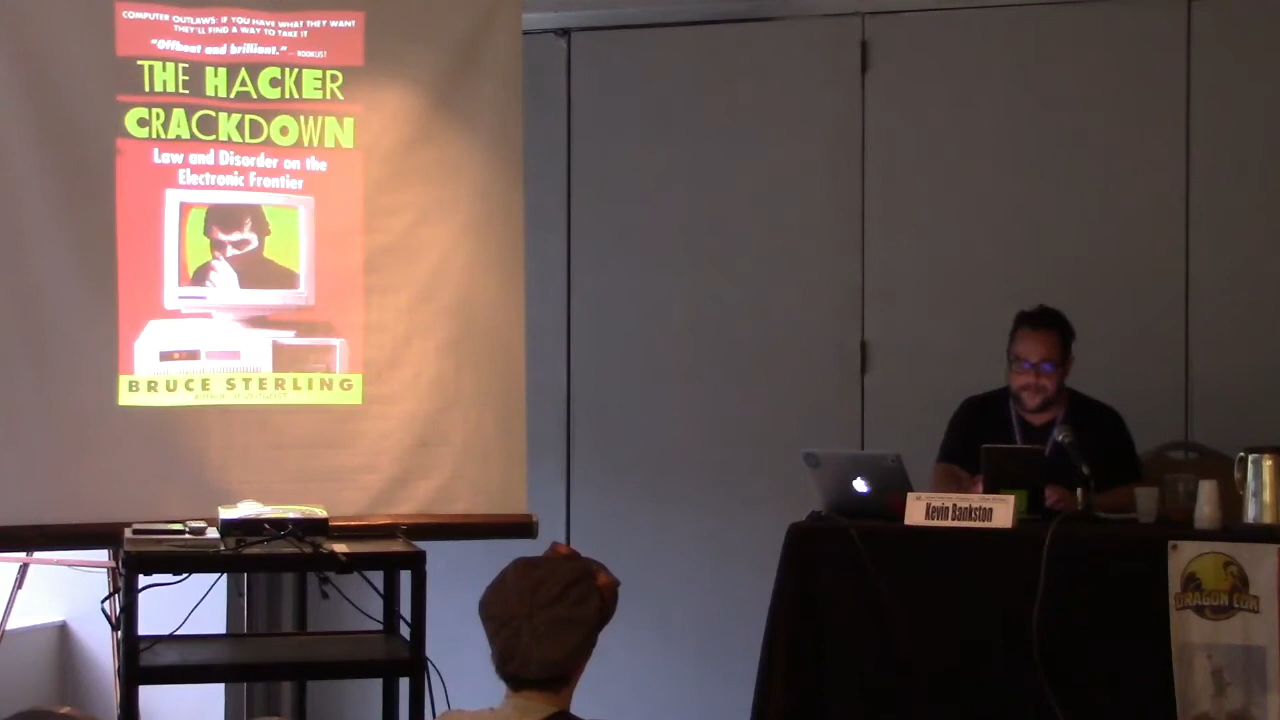 COMPUTER OUTLAWS: IF YOU HAVE WHAT THEY WANT
THEY'LL FIND A WAY TO TAKE IT
"Offbeat and brilliant." —BOOKLIST
THE HACKER
CRACKDOWN
Law and Disorder on the
Electronic Frontier
BRUCE STERLING
Kevin Bankston
DRAGON CON